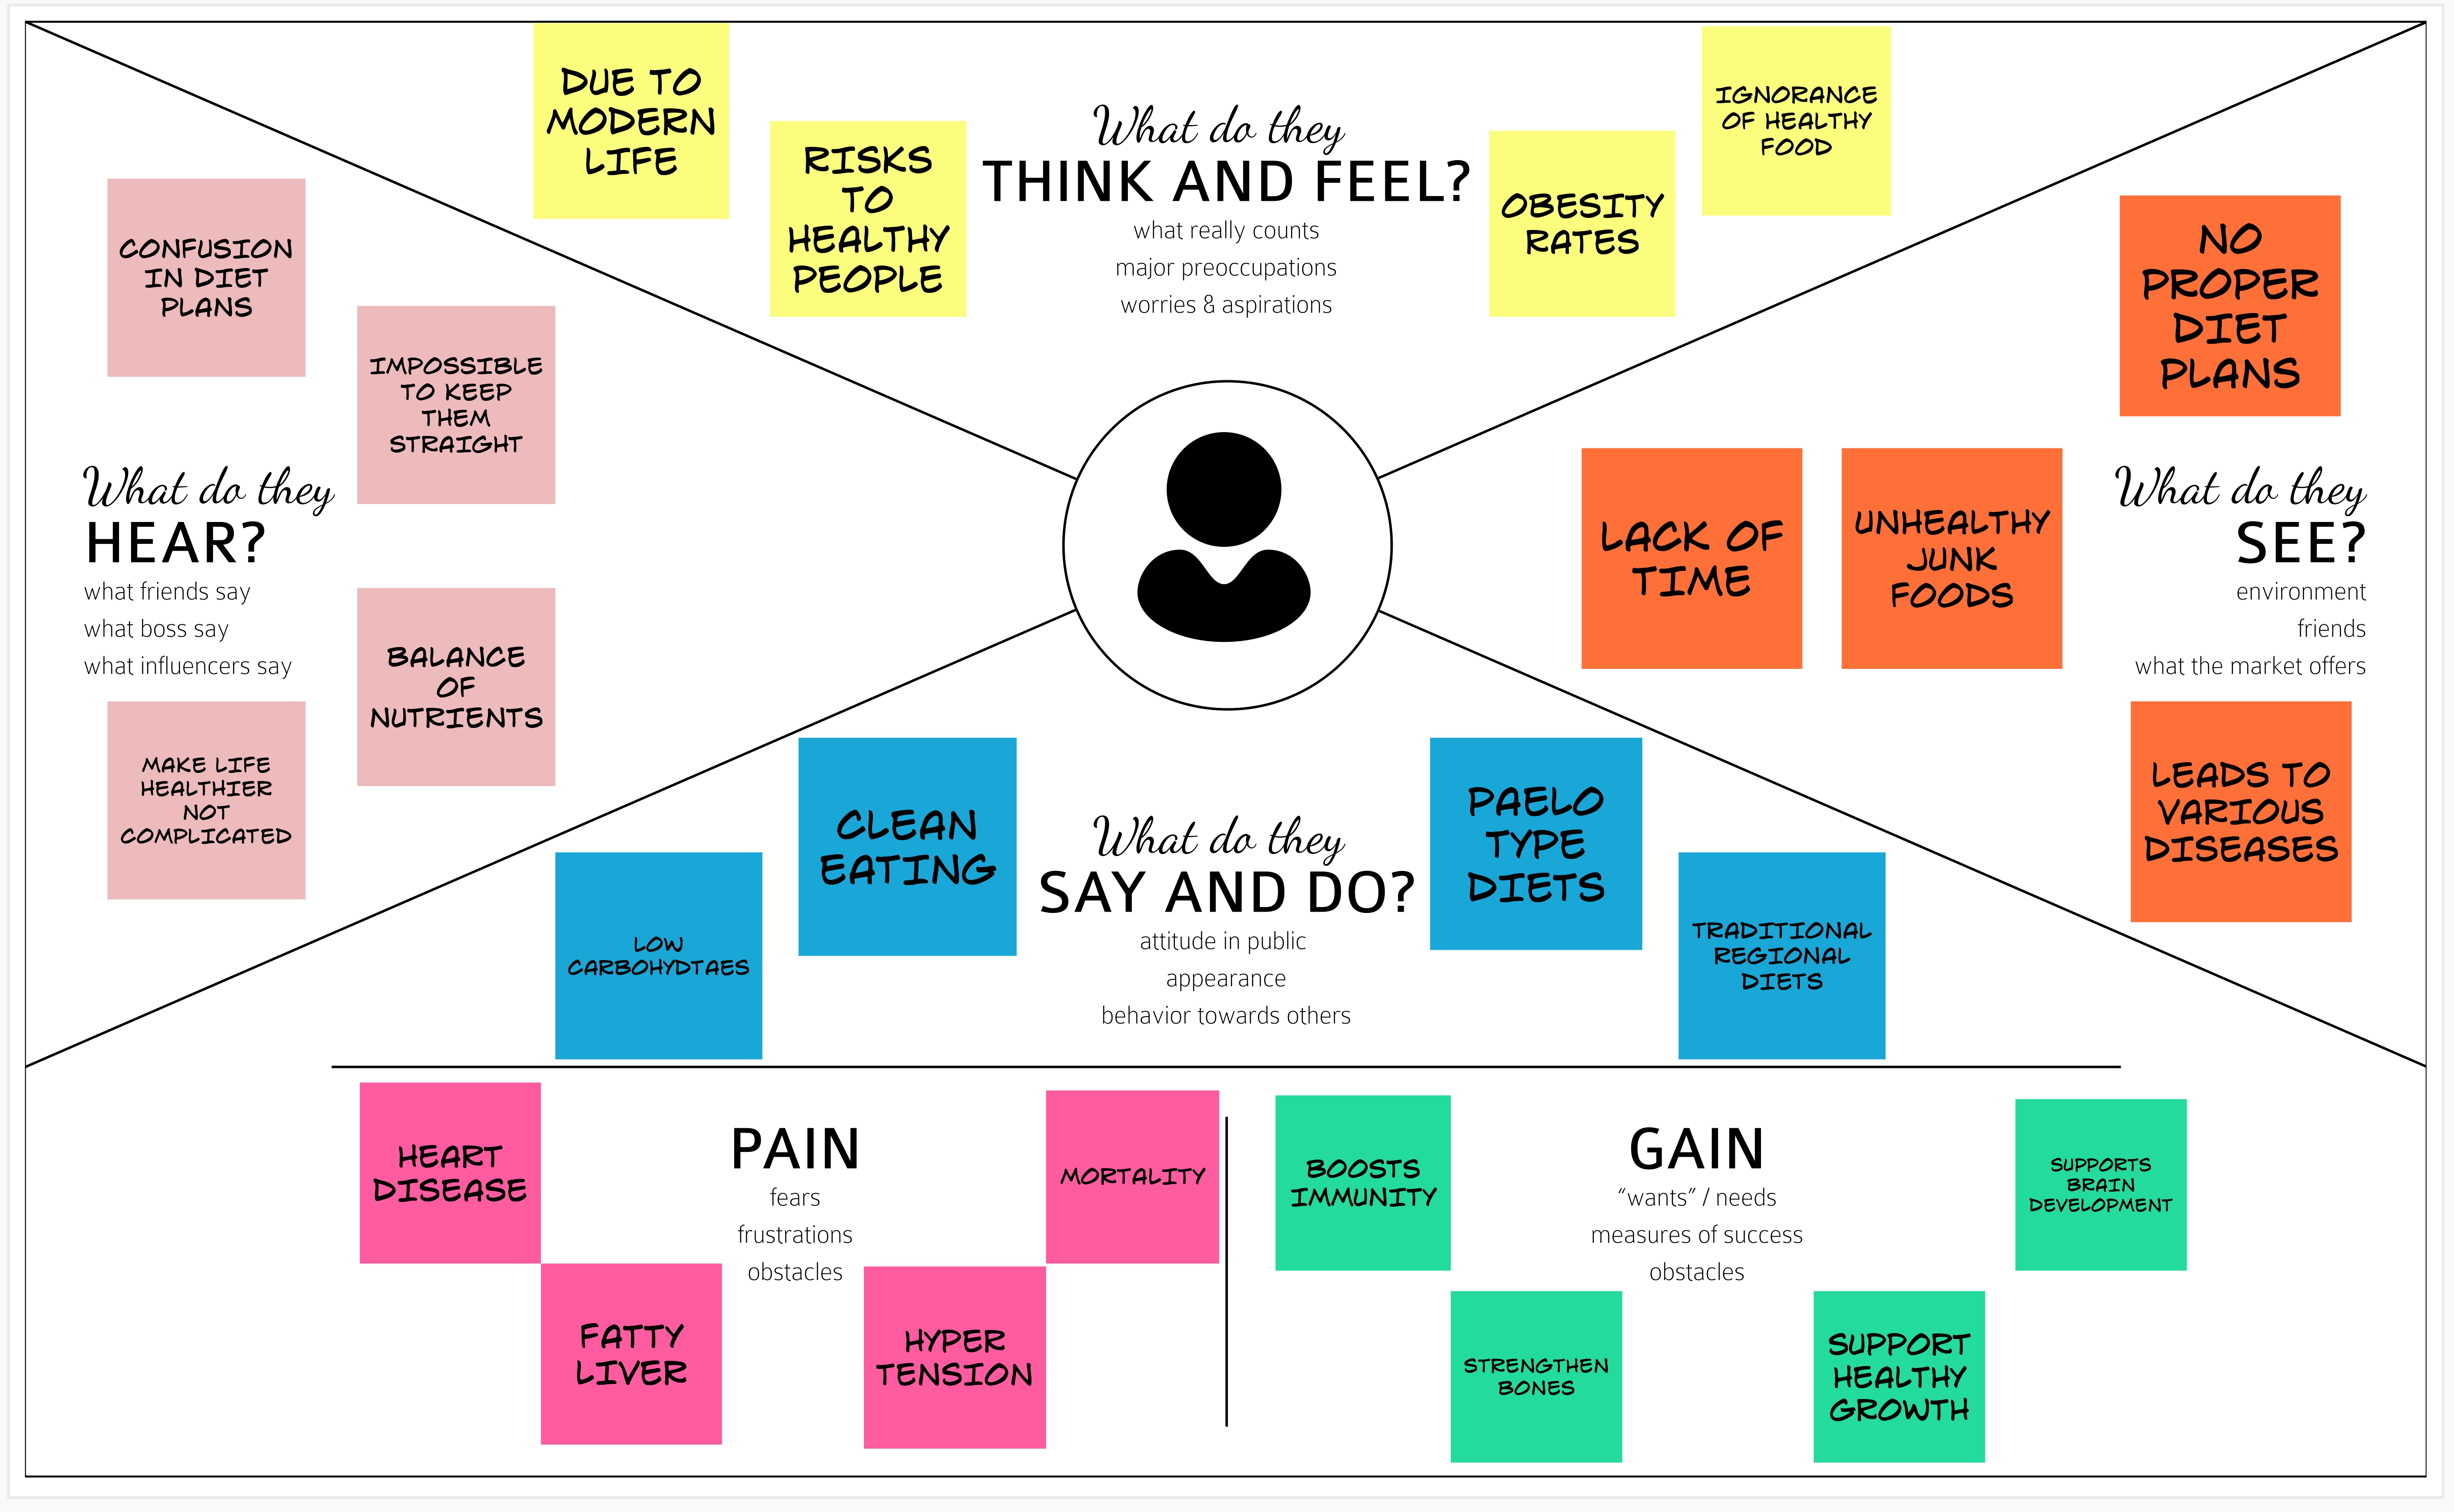 DUE TO
MODERN
LIFE
RISKS
TO
HEALTHY
PEOPLE
What do they
THINK AND FEEL?
what really counts
major preoccupations
worries & aspirations
OBESITY
RATES
IGNORANCE
OF HEALTHY
FOOD
CONFUSION
IN DIET
PLANS
IMPOSSIBLE
TO KEEP
THEM
STRAIGHT
What do they
HEAR?
what friends say
what boss say
what influencers say
BALANCE
OF
NUTRIENTS
MAKE LIFE
HEALTHIER
NOT
COMPLICATED
NO
PROPER
DIET
PLANS
LACK OF
TIME
UNHEALTHY
JUNK
FOODS
What do they
SEE?
environment
friends
what the market offers
LEADS TO
VARIOUS
DISEASES
LOW
CARBOHYDTAES
CLEAN
EATING
What do they
SAY AND DO?
attitude in public
appearance
behavior towards others
PAELO
TYPE
DIETS
TRADITIONAL
REGIONAL
DIETS
HEART
DISEASE
FATTY
LIVER
PAIN
fears
frustrations
obstacles
HYPER
TENSION
MORTALITY
BOOSTS
IMMUNITY
STRENGTHEN
BONES
GAIN
“wants” / needs
measures of success
obstacles
SUPPORT
HEALTHY
GROWTH
SUPPORTS
BRAIN
DEVELOPMENT